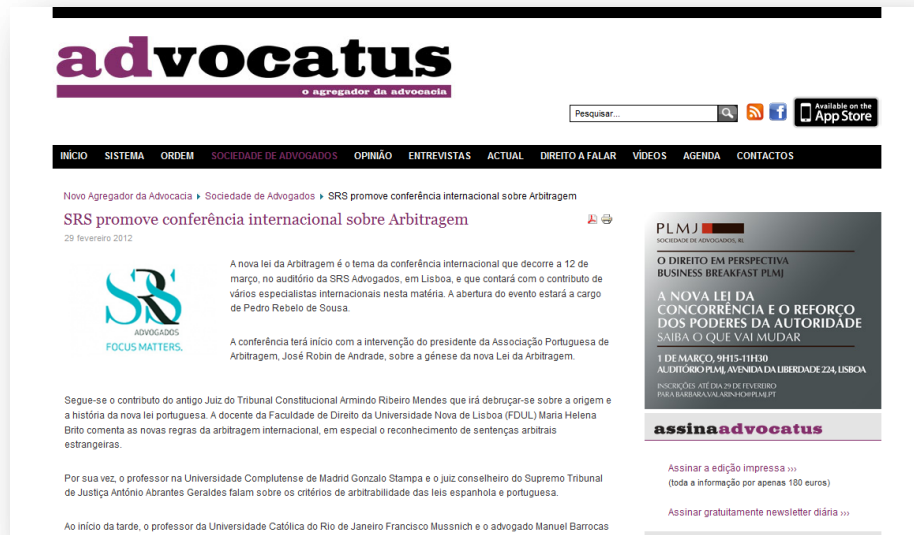 advocatus
o agregador da advocacia
Pesquisar...
Available on the
App Store
INÍCIO SISTEMA ORDEM SOCIEDADE DE ADVOGADOS OPINIÃO ENTREVISTAS ACTUAL DIREITO A FALAR VÍDEOS AGENDA CONTACTOS
Novo Agregador da Advocacia Sociedade de Advogados SRS promove conferência internacional sobre Arbitragem
SRS promove conferência internacional sobre Arbitragem
29 fevereiro 2012
SRS
ADVOGADOS
FOCUS MATTERS.
A nova lei da Arbitragem é o tema da conferência internacional que decorre a 12 de
março, no auditório da SRS Advogados, em Lisboa, e que contará com o contributo de
vários especialistas internacionais nesta matéria. A abertura do evento estará a cargo
de Pedro Rebelo de Sousa.
A conferência terá início com a intervenção do presidente da Associação Portuguesa de
Arbitragem, José Robin de Andrade, sobre a génese da nova Lei da Arbitragem.
Segue-se o contributo do antigo Juiz do Tribunal Constitucional Armindo Ribeiro Mendes que irá debruçar-se sobre a origem e
a história da nova lei portuguesa. A docente da Faculdade de Direito da Universidade Nova de Lisboa (FDUL) Maria Helena
Brito comenta as novas regras da arbitragem internacional, em especial o reconhecimento de sentenças arbitrais
estrangeiras.
Por sua vez, o professor na Universidade Complutense de Madrid Gonzalo Stampa e o juiz conselheiro do Supremo Tribunal
de Justiça António Abrantes Geraldes falam sobre os critérios de arbitrabilidade das leis espanhola e portuguesa.
Ao início da tarde, o professor da Universidade Católica do Rio de Janeiro Francisco Mussnich e o advogado Manuel Barrocas
PLMJ
SOCIEDADE DE ADVOGADOS, RL
O DIREITO EM PERSPECTIVA
BUSINESS BREAKFAST PLMJ
A NOVA LEI DA
CONCORRÊNCIA E O REFORÇO
DOS PODERES DA AUTORIDADE
SAIBA O QUE VAI MUDAR
1 DE MARÇO, 9H15-11H30
AUDITÓRIO PLMJ, AVENIDA DA LIBERDADE 224, LISBOA
INSCRIÇÕES ATÉ DIA 29 DE FEVEREIRO
PARA BARBARA.VALARINHO@PLMJ.PT
assinaadvocatus
Assinar a edição impressa ›››
(toda a informação por apenas 180 euros)
Assinar gratuitamente newsletter diária ›››